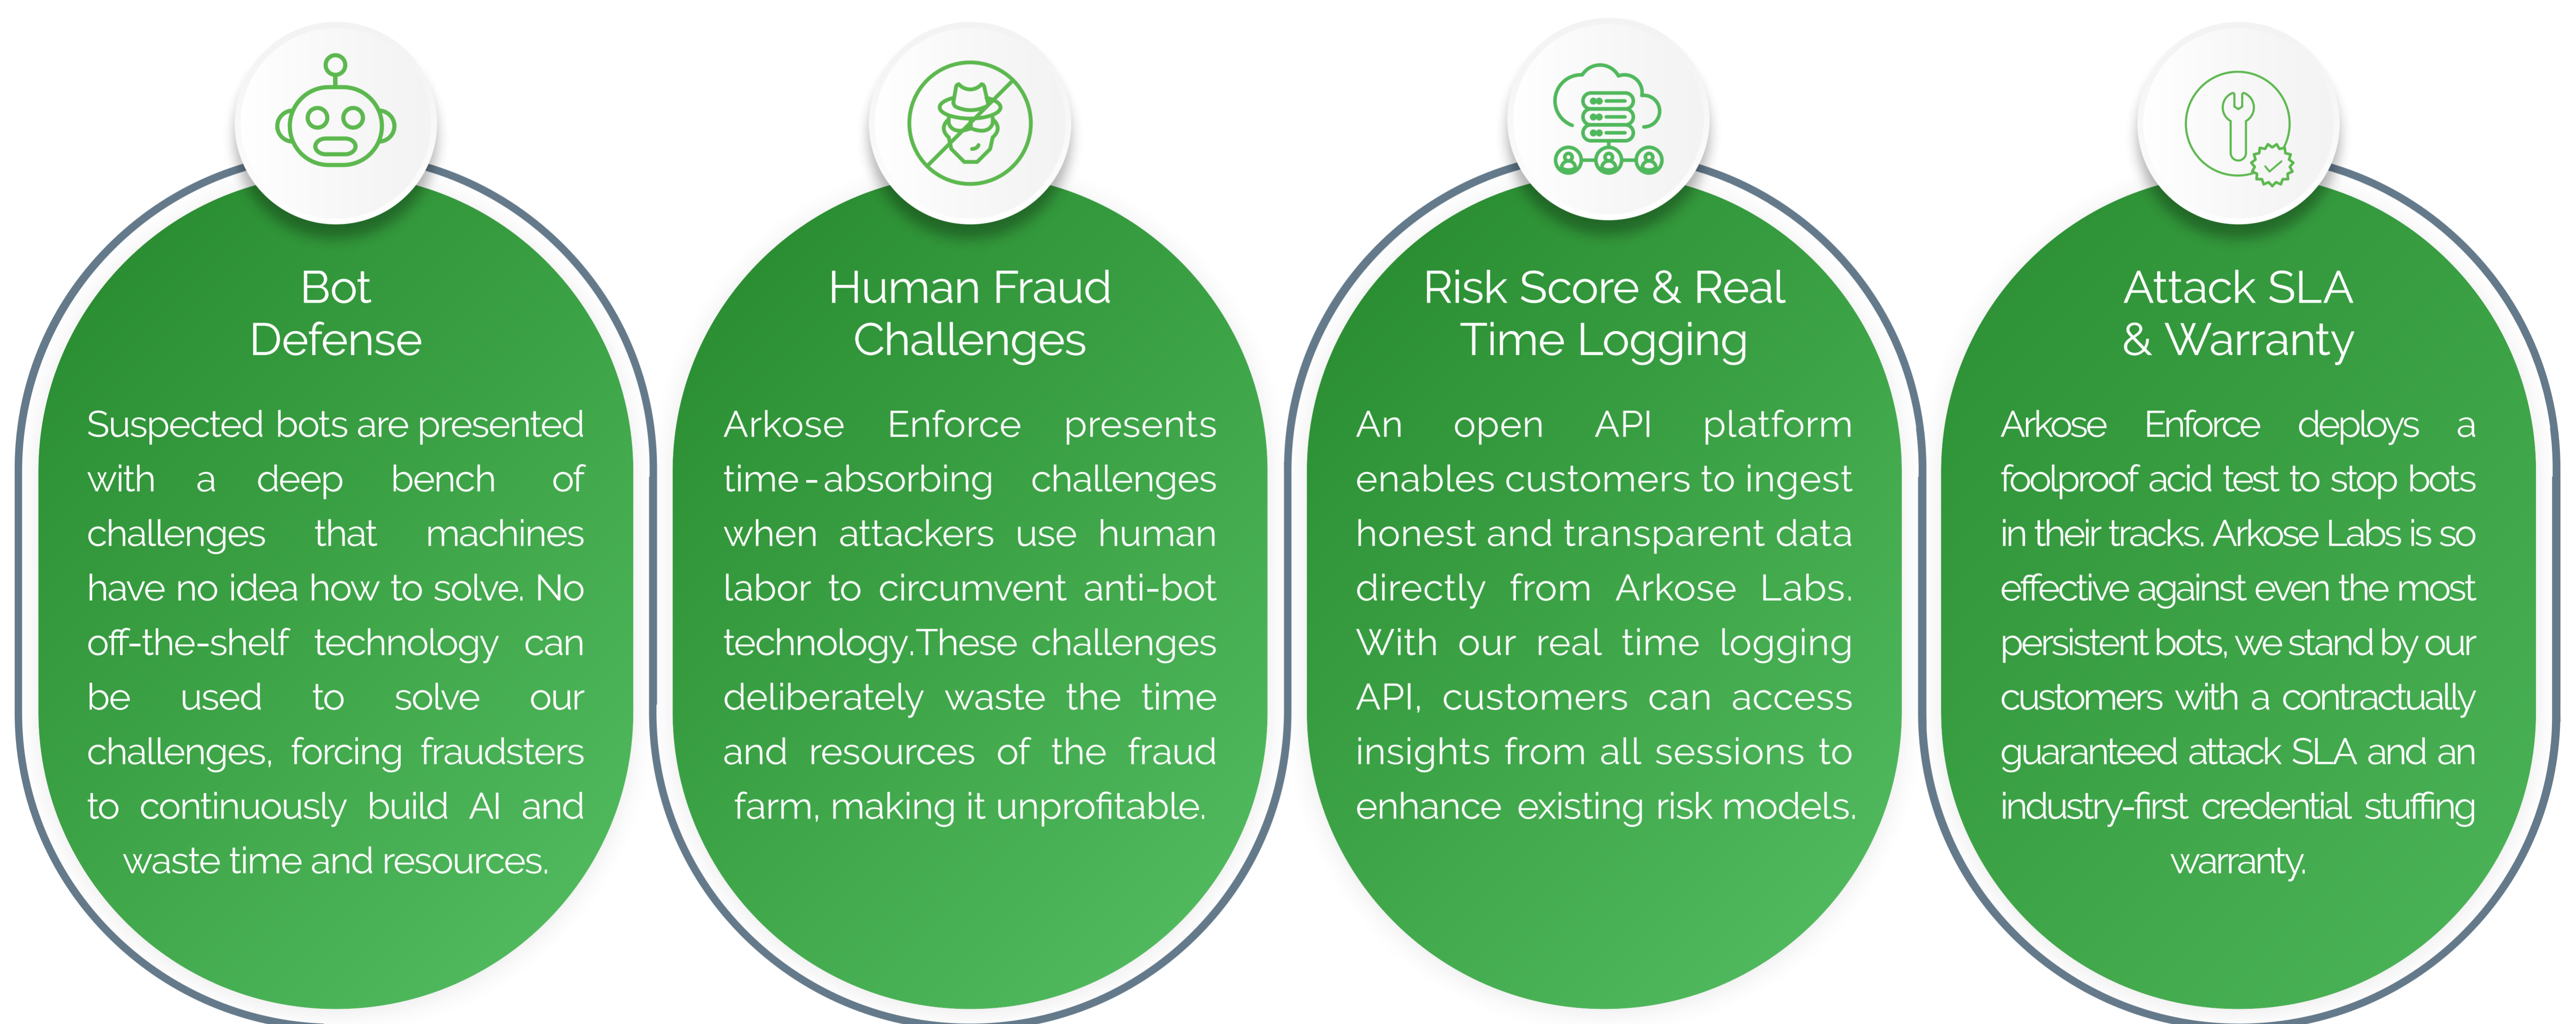 Bot
Defense
Suspected bots are presented
with a deep bench of
challenges that machines
have no idea how to solve. No
off-the-shelf technology can
be used to solve our
challenges, forcing fraudsters
to continuously build AI and
waste time and resources.
Human Fraud
Challenges
Arkose Enforce presents
time-absorbing challenges
when attackers use human
labor to circumvent anti-bot
technology.These challenges
deliberately waste the time
and resources of the fraud
farm, making it unprofitable.
Risk Score & Real
Time Logging
An open API platform
enables customers to ingest
honest and transparent data
directly from Arkose Labs.
With our real time logging
API, customers can access
insights from all sessions to
enhance existing risk models.
Attack SLA
& Warranty
Arkose Enforce deploys a
foolproof acid test to stop bots
in their tracks. Arkose Labs is so
effective against even the most
persistent bots, we stand by our
customers with a contractually
guaranteed attack SLA and an
industry-first credential stuffing
warranty.